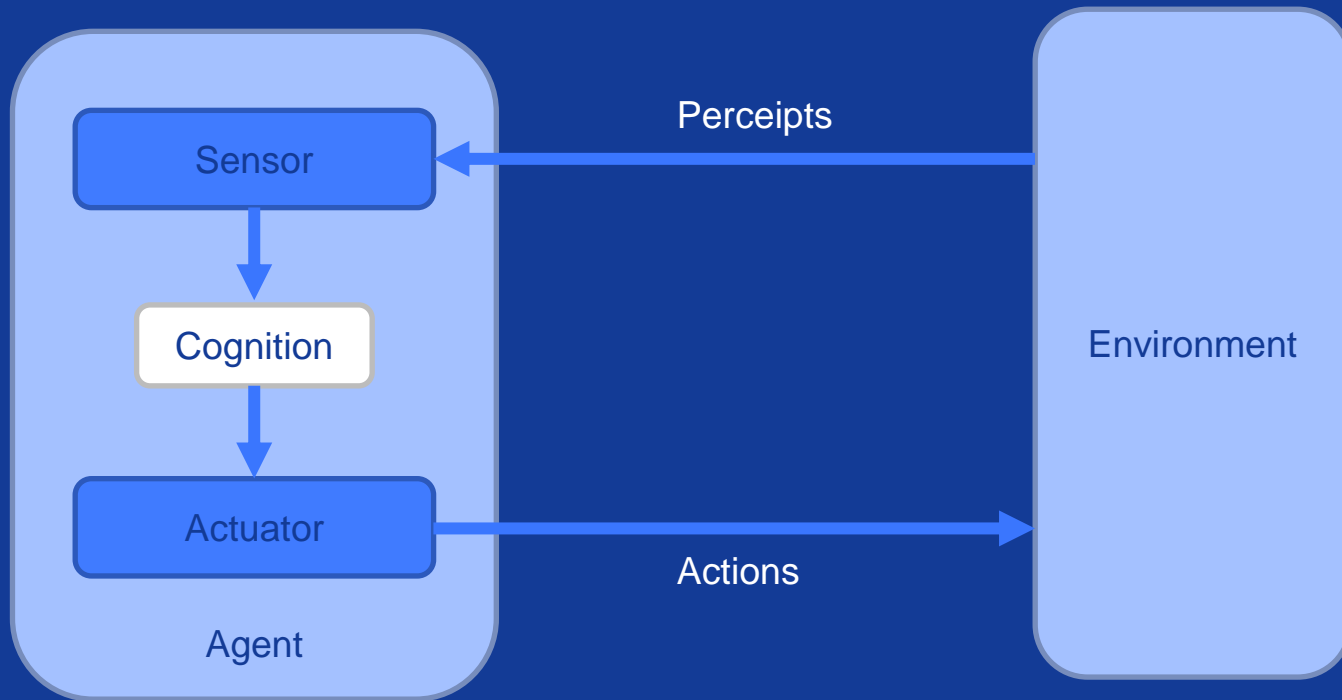 Perceipts
Sensor
Cognition
Environment
Actuator
Actions
Agent